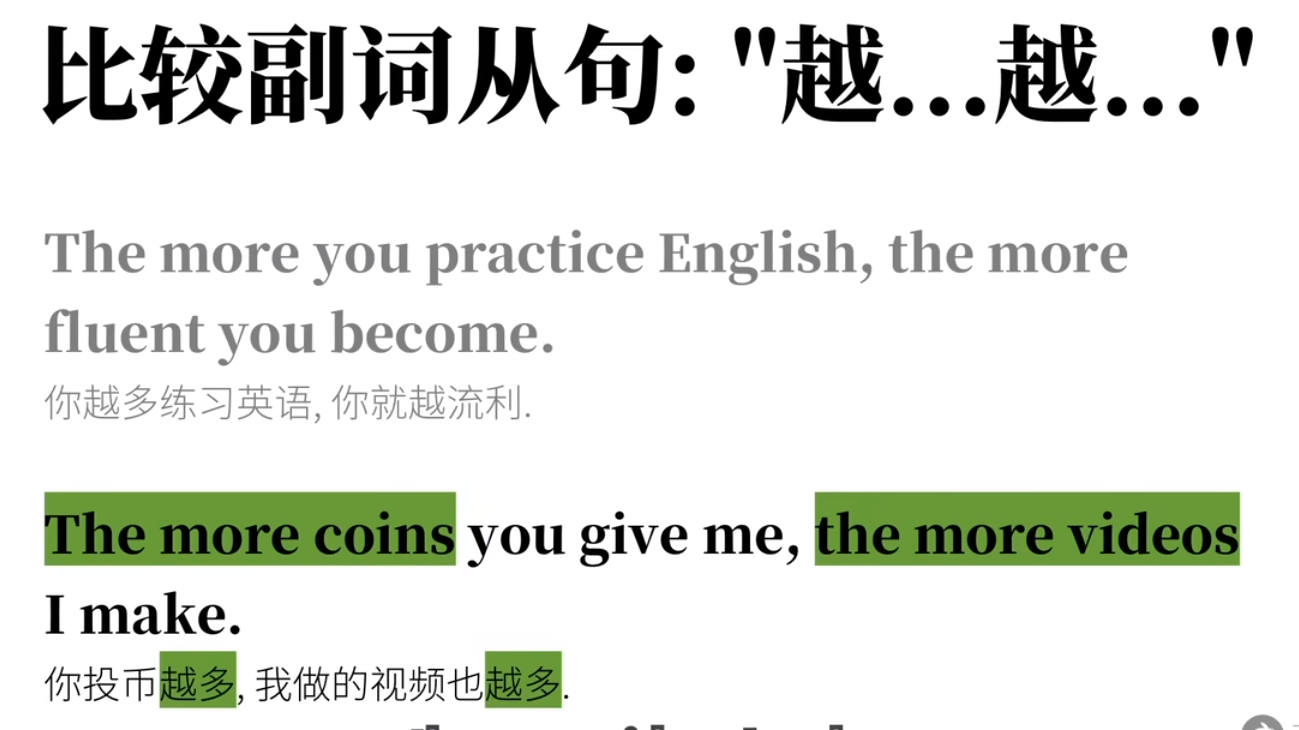 比较副词从句: "越...越..."
The more you practice English, the more
fluent you become.
你越多练习英语, 你就越流利.
The more coins you give me, the more videos
I make.
你投币越多, 我做的视频也越多.